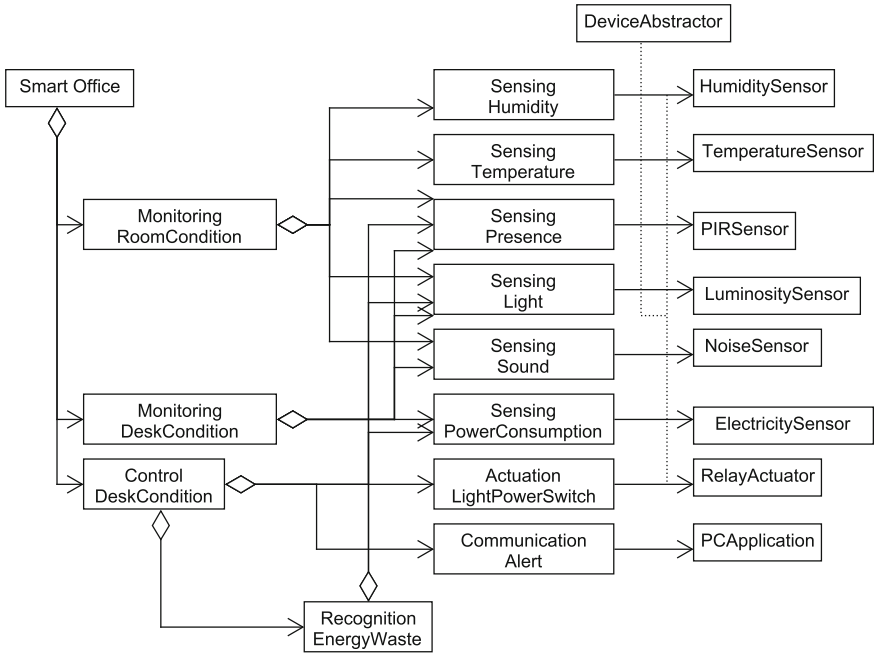 DeviceAbstractor
Smart Office
Sensing
Humidity
HumiditySensor
Sensing
Temperature
TemperatureSensor
Monitoring
RoomCondition
Sensing
Presence
PIRSensor
Sensing
Light
LuminositySensor
Sensing
Sound
NoiseSensor
Monitoring
DeskCondition
Sensing
PowerConsumption
ElectricitySensor
Control
DeskCondition
Actuation
LightPowerSwitch
RelayActuator
Communication
Alert
PCApplication
Recognition
EnergyWaste